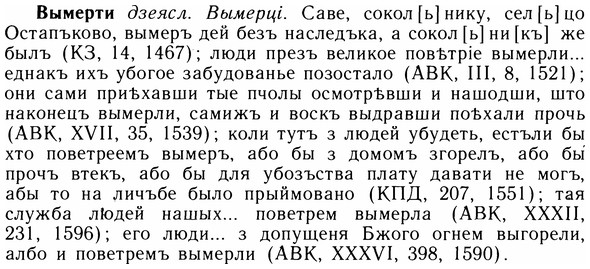 Вымерти дзеясл. Вымерці. Саве, сокол[ь]нику, сел[ь]цо
Остапъково, вымеръ дей безъ наследъка, а сокол[ь]ни[къ] же
былъ (КЗ, 14, 1467); люди презъ великое повѣтріе вымерли...
еднакъ ихъ убогое забудованье позостало (АВК, III, 8, 1521);
они сами приѣхавши тые пчолы осмотрѣвши и нашодши, што
наконецъ вымерли, самижъ и воскъ выдравши поѣхали прочь
(АВК, XVII, 35, 1539); коли тутъ з людей убудеть, естълы бы
хто поветреемъ вымеръ, або бы з домомъ згорелъ, або бы
прочъ втекъ, або бы для убозъства плату давати не могъ,
абы то на личъбе было прыймовано (КПД, 207, 1551); тая
служба людей нашых... поветрем вымерла (АВК, XXXII,
231, 1596); его люди... з допущеня Бжого огнем выгорели,
албо и поветремъ вымерли (АВК, XXXVI, 398, 1590).